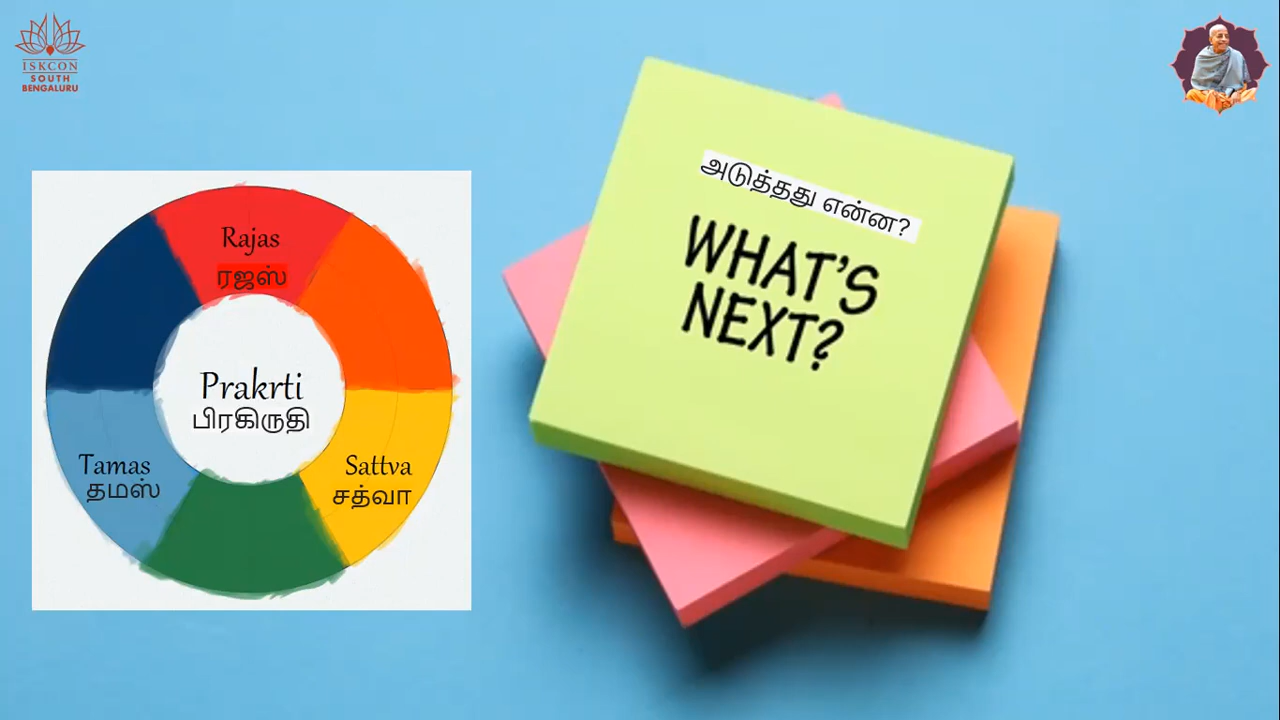 ISKCON
SOUTH
BENGALURU
Rajas
ரஜஸ்
Prakrti
பிரகிருதி
Tamas
தமஸ்
Sattva
சத்வா
அடுத்தது என்ன?
WHAT'S
NEXT?